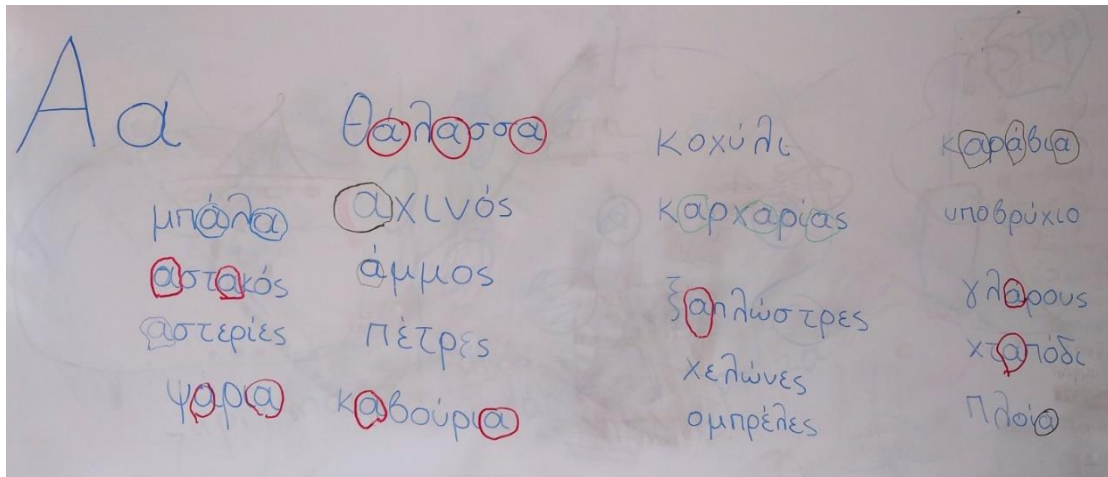 Α α
μπάλα
αστακός
αστερίες
ψάρια
θάλασσα
αχινός
άμμος
πέτρες
καβούρια
κοχύλι
καρχαρίας
ξαπλώστρες
χελώνες
ομπρέλες
καράβια
υποβρύχιο
γλάρους
χταπόδι
πλοία
STOP